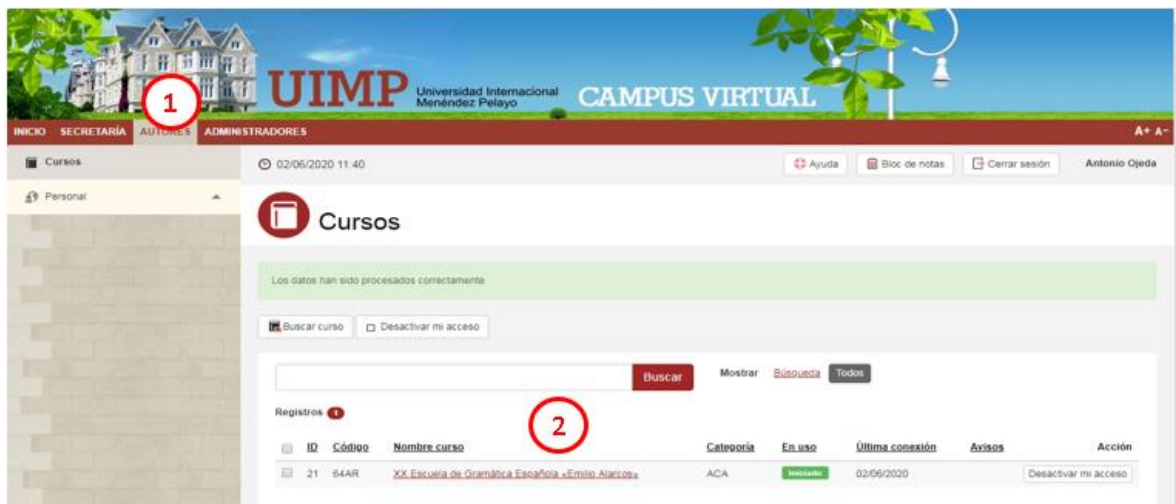 UIMP Universidad Internacional
Menéndez Pelayo
CAMPUS VIRTUAL
1
INICIO SECRETARÍA AUTORES ADMINISTRADORES A+ A-
Cursos
02/06/2020 11:40 Ayuda Bloc de notas Cerrar sesión Antonio Ojeda
Personal
Cursos
Los datos han sido procesados correctamente
Buscar curso Desactivar mi acceso
Buscar Mostrar Búsqueda Todos
Registros 1
2
ID Código Nombre curso Categoría En uso Última conexión Avisos Acción
21 64AR XX Escuela de Gramática Española «Emilio Alarcos» ACA Iniciado 02/06/2020 Desactivar mi acceso